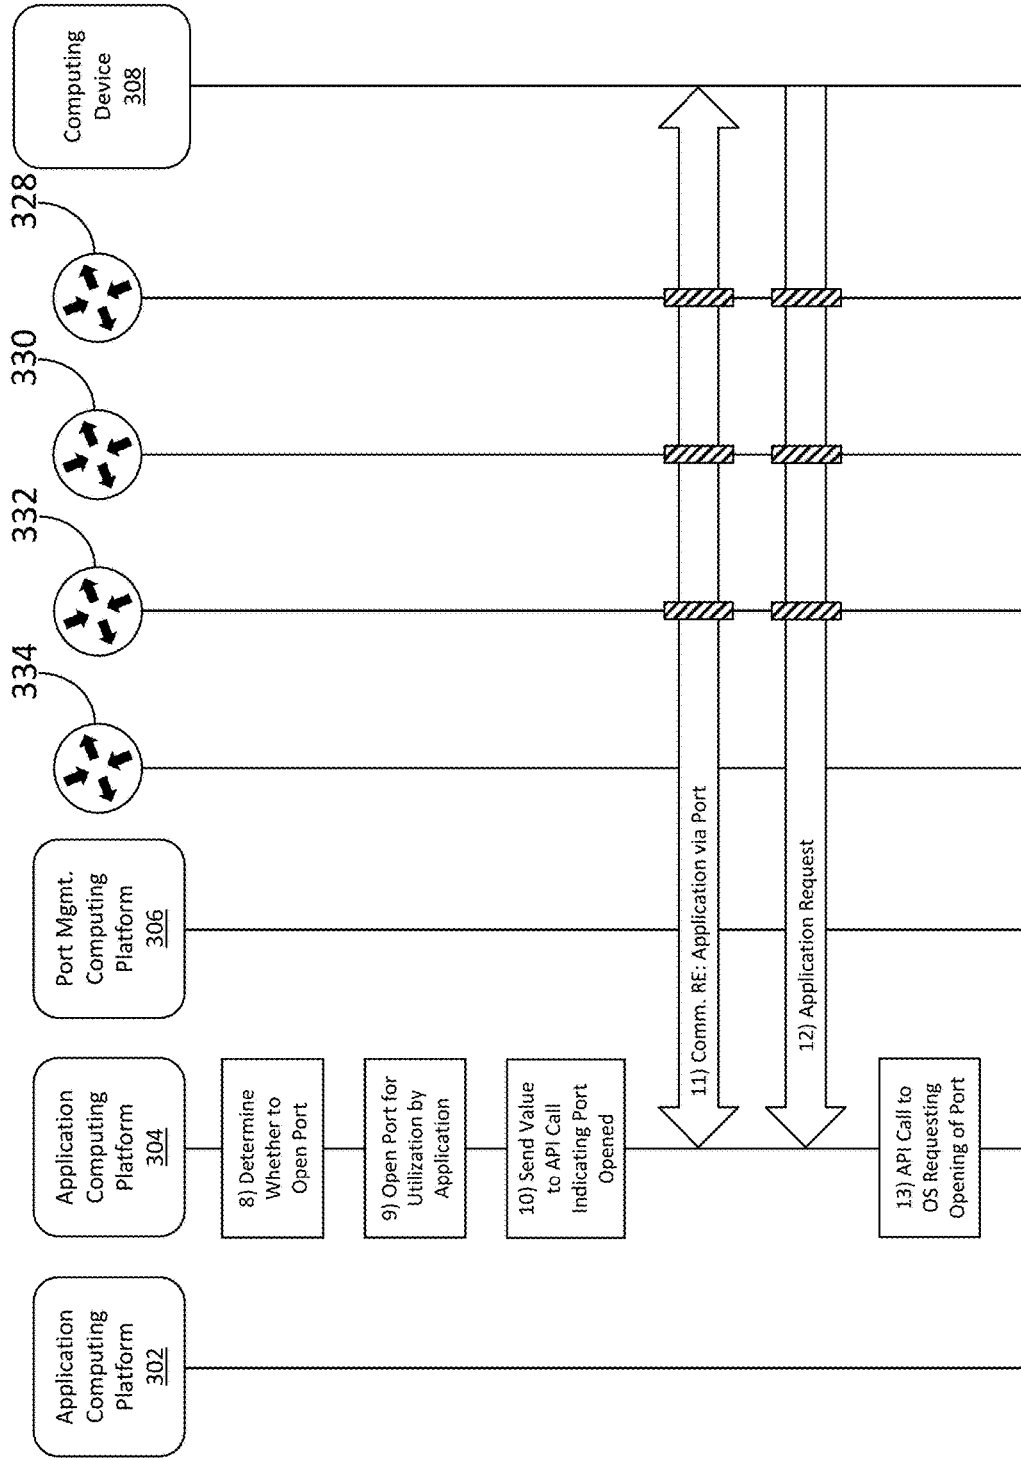 Application
Computing
Platform
302
Application
Computing
Platform
304
Port Mgmt.
Computing
Platform
306
334
332
330
328
Computing
Device
308
8) Determine
Whether to
Open Port
9) Open Port for
Utilization by
Application
10) Send Value
to API Call
Indicating Port
Opened
11) Comm. RE: Application via Port
12) Application Request
13) API Call to
OS Requesting
Opening of Port